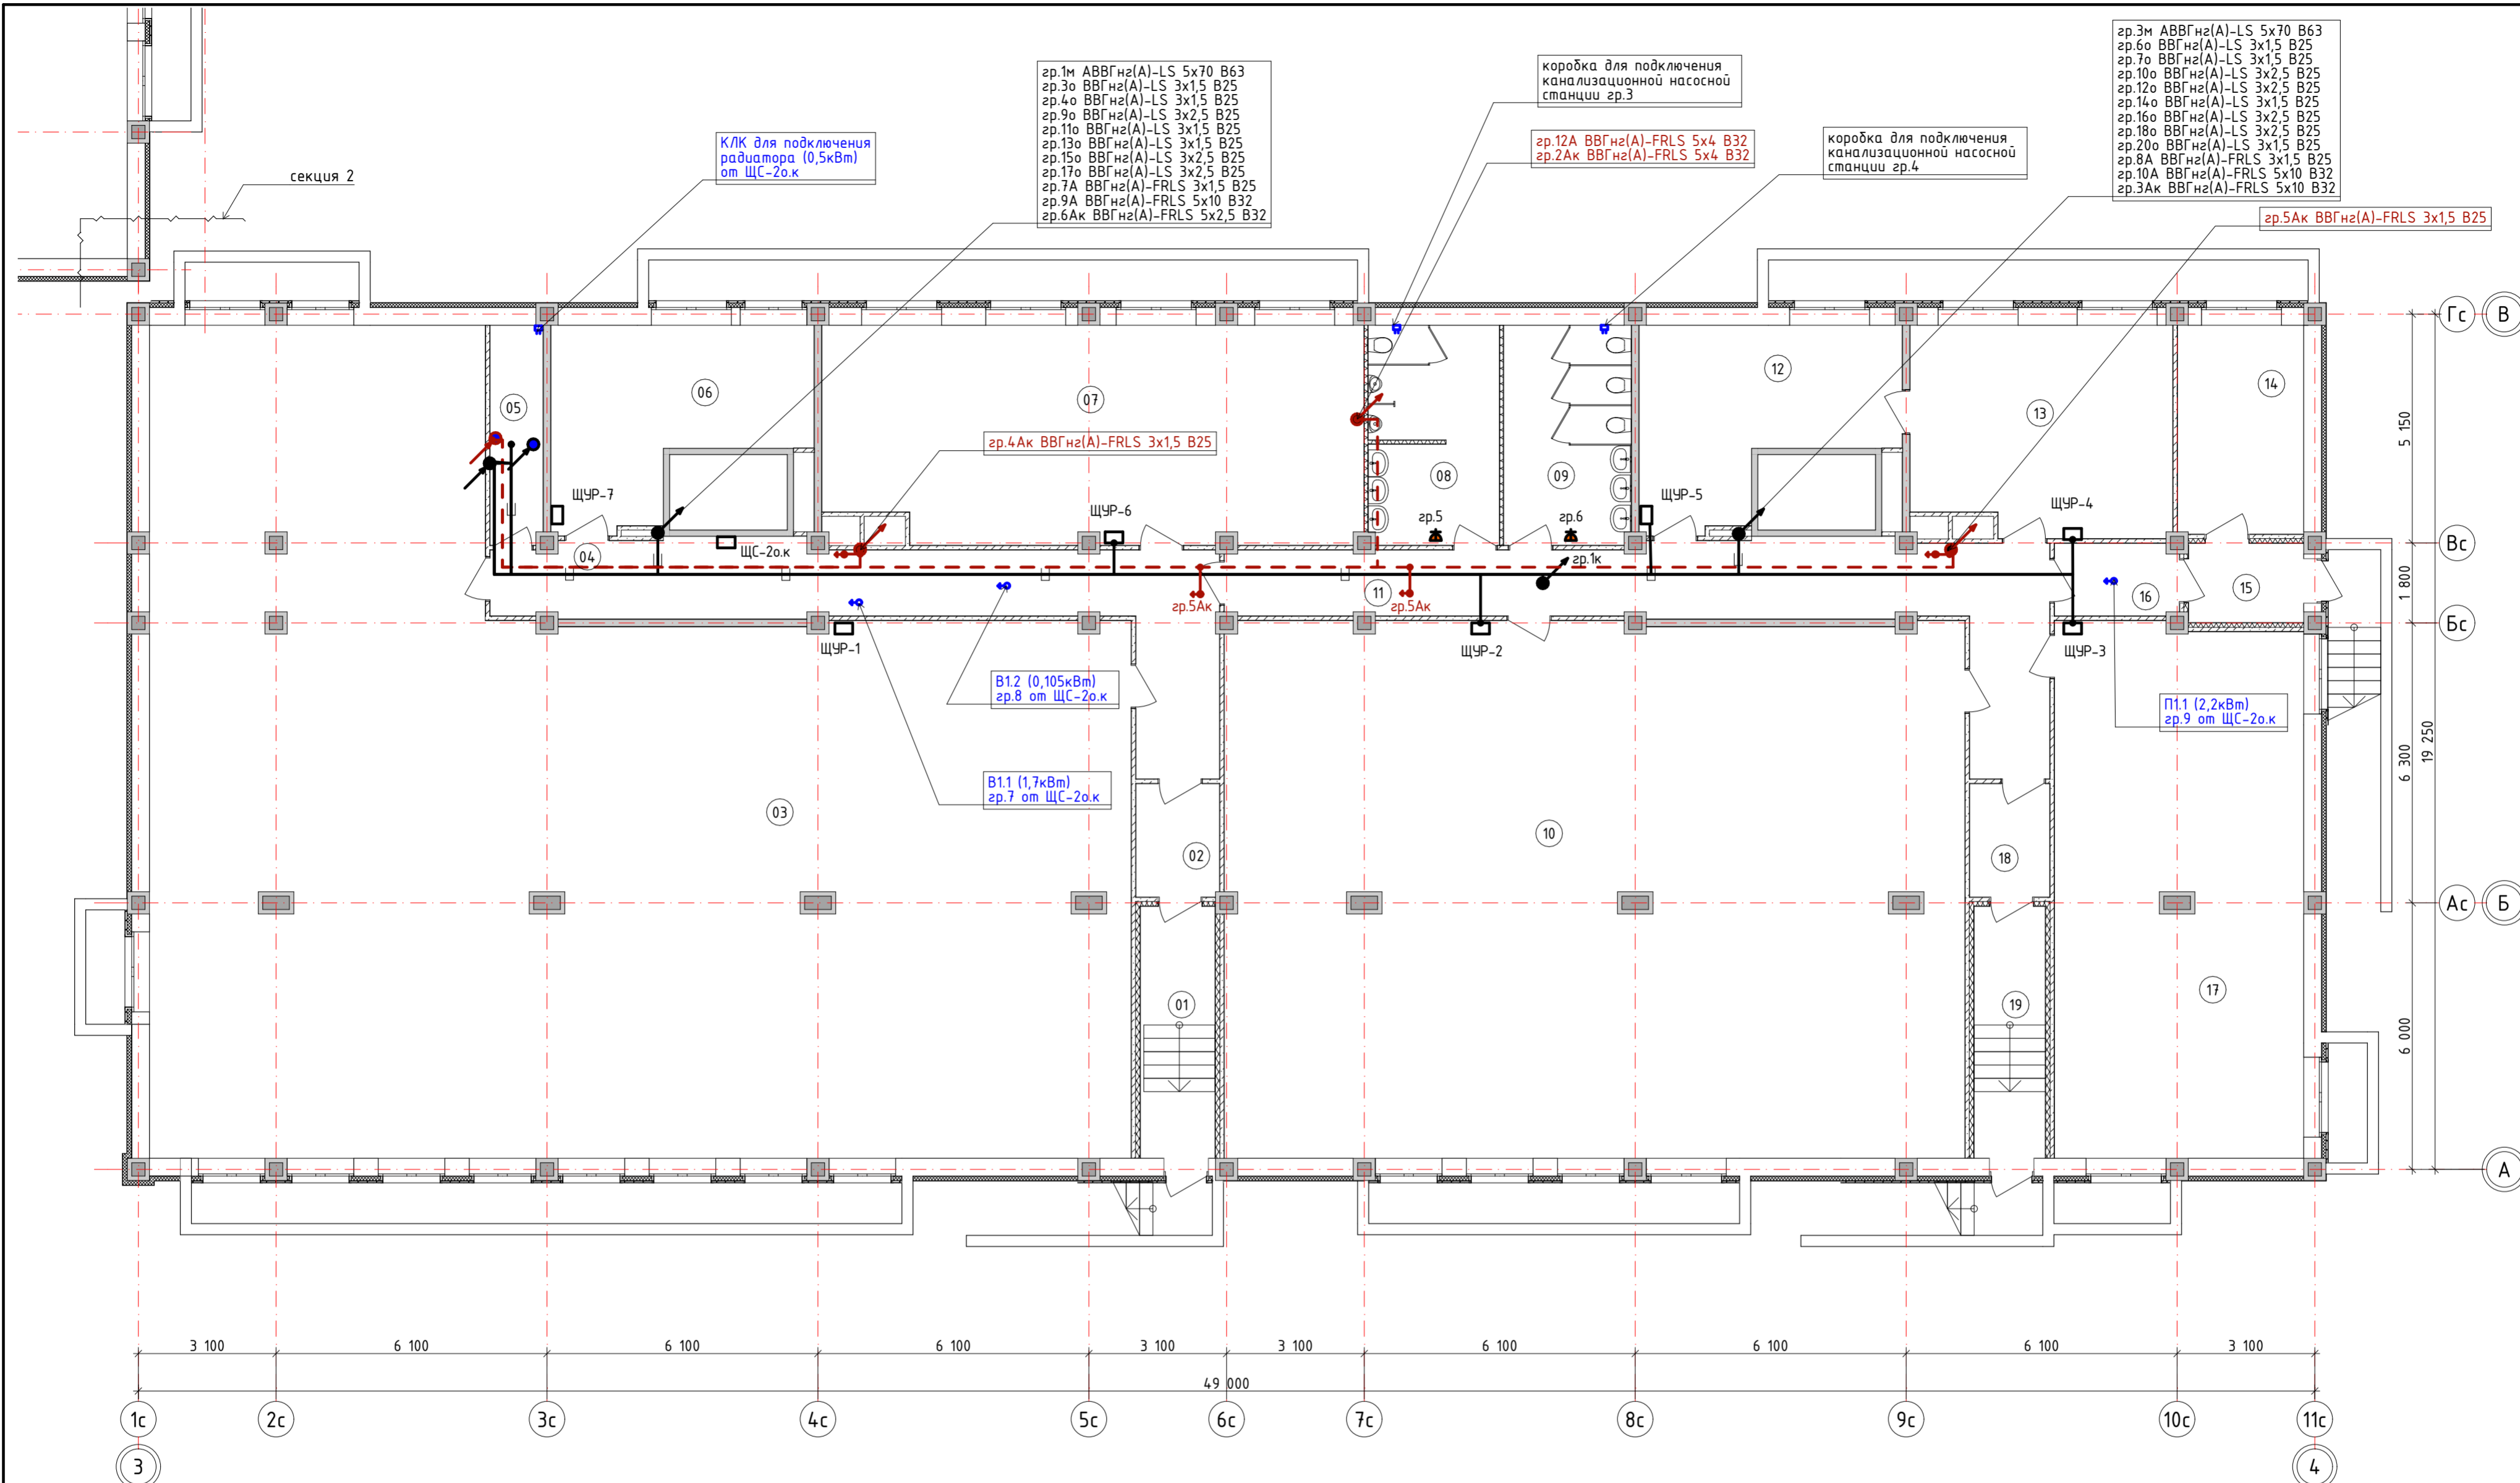 секция 2
КЛК для подключения
радиатора (0,5кВт)
от ЩС-2о.к
гр.1м АВВГнг(А)-LS 5х70 В63
гр.3о ВВГнг(А)-LS 3х1,5 В25
гр.4о ВВГнг(А)-LS 3х1,5 В25
гр.9о ВВГнг(А)-LS 3х2,5 В25
гр.11о ВВГнг(А)-LS 3х1,5 В25
гр.13о ВВГнг(А)-LS 3х1,5 В25
гр.15о ВВГнг(А)-LS 3х2,5 В25
гр.17о ВВГнг(А)-LS 3х2,5 В25
гр.7А ВВГнг(А)-FRLS 3х1,5 В25
гр.9А ВВГнг(А)-FRLS 5х10 В32
гр.6Ак ВВГнг(А)-FRLS 5х2,5 В32
коробка для подключения
канализационной насосной
станции гр.3
гр.12А ВВГнг(А)-FRLS 5х4 В32
гр.2Ак ВВГнг(А)-FRLS 5х4 В32
коробка для подключения
канализационной насосной
станции гр.4
гр.3м АВВГнг(А)-LS 5х70 В63
гр.6о ВВГнг(А)-LS 3х1,5 В25
гр.7о ВВГнг(А)-LS 3х1,5 В25
гр.10о ВВГнг(А)-LS 3х2,5 В25
гр.12о ВВГнг(А)-LS 3х2,5 В25
гр.14о ВВГнг(А)-LS 3х1,5 В25
гр.16о ВВГнг(А)-LS 3х2,5 В25
гр.18о ВВГнг(А)-LS 3х2,5 В25
гр.20о ВВГнг(А)-LS 3х1,5 В25
гр.8А ВВГнг(А)-FRLS 3х1,5 В25
гр.10А ВВГнг(А)-FRLS 5х10 В32
гр.3Ак ВВГнг(А)-FRLS 5х10 В32
гр.5Ак ВВГнг(А)-FRLS 3х1,5 В25
Гс
В
05
06
07
12
13
14
5 150
гр.4Ак ВВГнг(А)-FRLS 3х1,5 В25
08
09
ЩУР-7
ЩУР-6
гр.5
гр.6
ЩУР-5
ЩУР-4
04
ЩС-2о.к
Вс
гр.1к
гр.5Ак
11
гр.5Ак
16
15
1 800
Бс
ЩУР-1
ЩУР-2
ЩУР-3
В1.2 (0,105кВт)
гр.8 от ЩС-2о.к
П1.1 (2,2кВт)
гр.9 от ЩС-2о.к
6 300
19 250
В1.1 (1,7кВт)
гр.7 от ЩС-2о.к
03
02
10
18
Ас
Б
01
19
17
6 000
А
3 100
6 100
6 100
6 100
3 100
3 100
6 100
6 100
6 100
3 100
49 000
1с
2с
3с
4с
5с
6с
7с
8с
9с
10с
11с
3
4